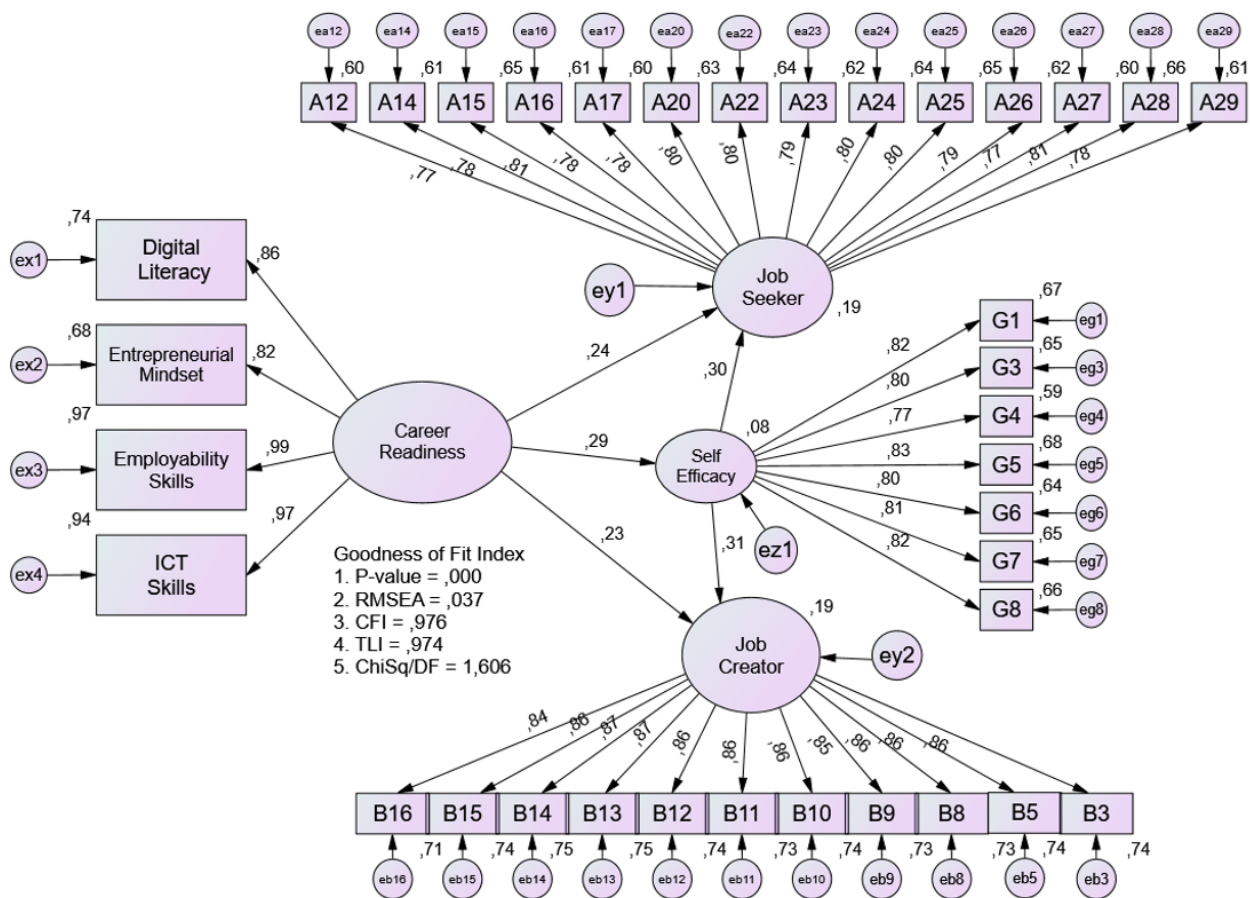 ea12 ea14 ea15 ea16 ea17 ea20 ea22 ea23 ea24 ea25 ea26 ea27 ea28 ea29
,60 ,61 ,65 ,61 ,60 ,63 ,64 ,62 ,64 ,65 ,62 ,60 ,66 ,61
A12 A14 A15 A16 A17 A20 A22 A23 A24 A25 A26 A27 A28 A29
,77 ,78 ,81 ,78 ,78 ,80 ,80 ,79 ,80 ,80 ,79 ,77 ,81 ,78
,74
ex1
Digital
Literacy
,86
,68
ex2
Entrepreneurial
Mindset
,82
,97
ex3
Employability
Skills
,99
,94
ex4
ICT
Skills
,97
Career
Readiness
,24
,29
,23
ey1
Job
Seeker
,19
,30
Self
Efficacy
,08
ez1
,31
,82
G1
,67
eg1
,80
G3
,65
eg3
,77
G4
,59
eg4
,83
G5
,68
eg5
,80
G6
,64
eg6
,81
G7
,65
eg7
,82
G8
,66
eg8
Goodness of Fit Index
1. P-value = ,000
2. RMSEA = ,037
3. CFI = ,976
4. TLI = ,974
5. ChiSq/DF = 1,606
Job
Creator
,19
ey2
,84 ,86 ,87 ,87 ,86 ,86 ,86 ,85 ,86 ,86 ,86
B16 B15 B14 B13 B12 B11 B10 B9 B8 B5 B3
,71 ,74 ,75 ,75 ,74 ,73 ,74 ,73 ,73 ,74 ,74
eb16 eb15 eb14 eb13 eb12 eb11 eb10 eb9 eb8 eb5 eb3